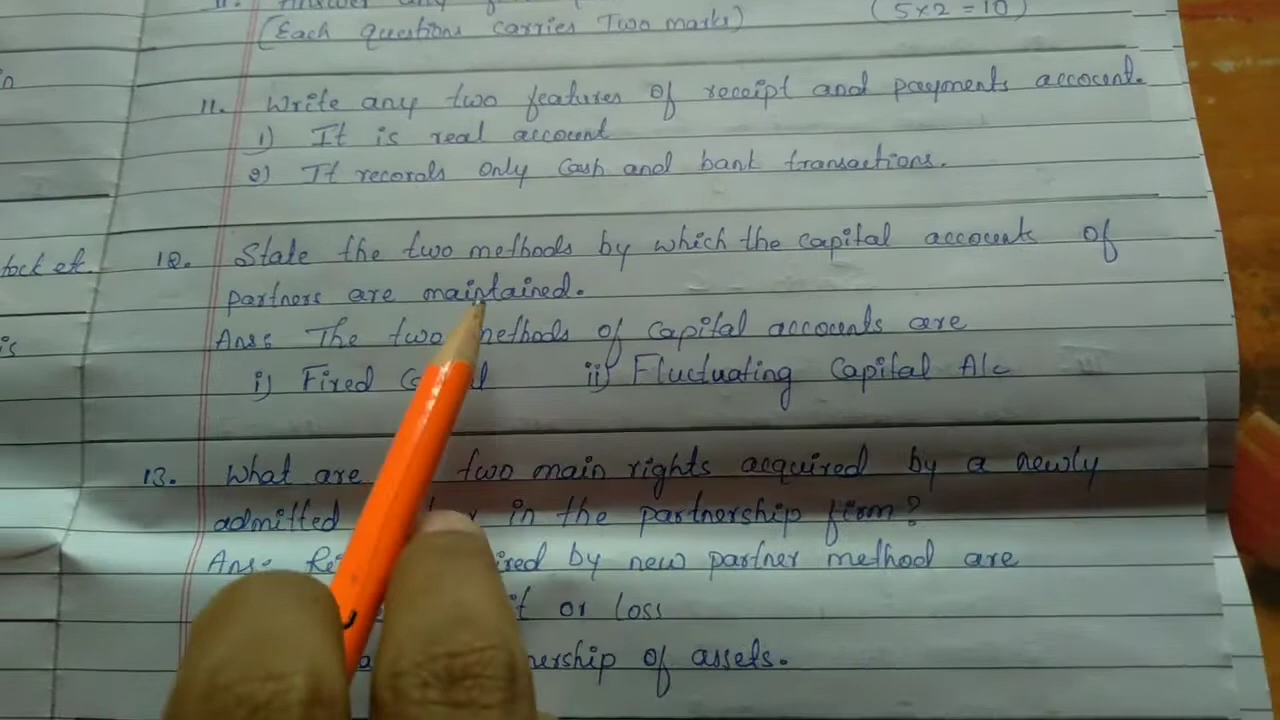 (Each questions carries Two marks) (5x2=10)
in
11. Write any two features of receipt and payments account.
1) It is real account
2) It records only Cash and bank transactions.
12. State the two methods by which the capital accounts of
partners are maintained.
is
Ans: The two methods of capital accounts are
i) Fixed ii) Fluctuating Capital A/c
13. What are two main rights acquired by a newly
admitted in the partnership firm?
Ans: by new partner method are
or loss
of assets.